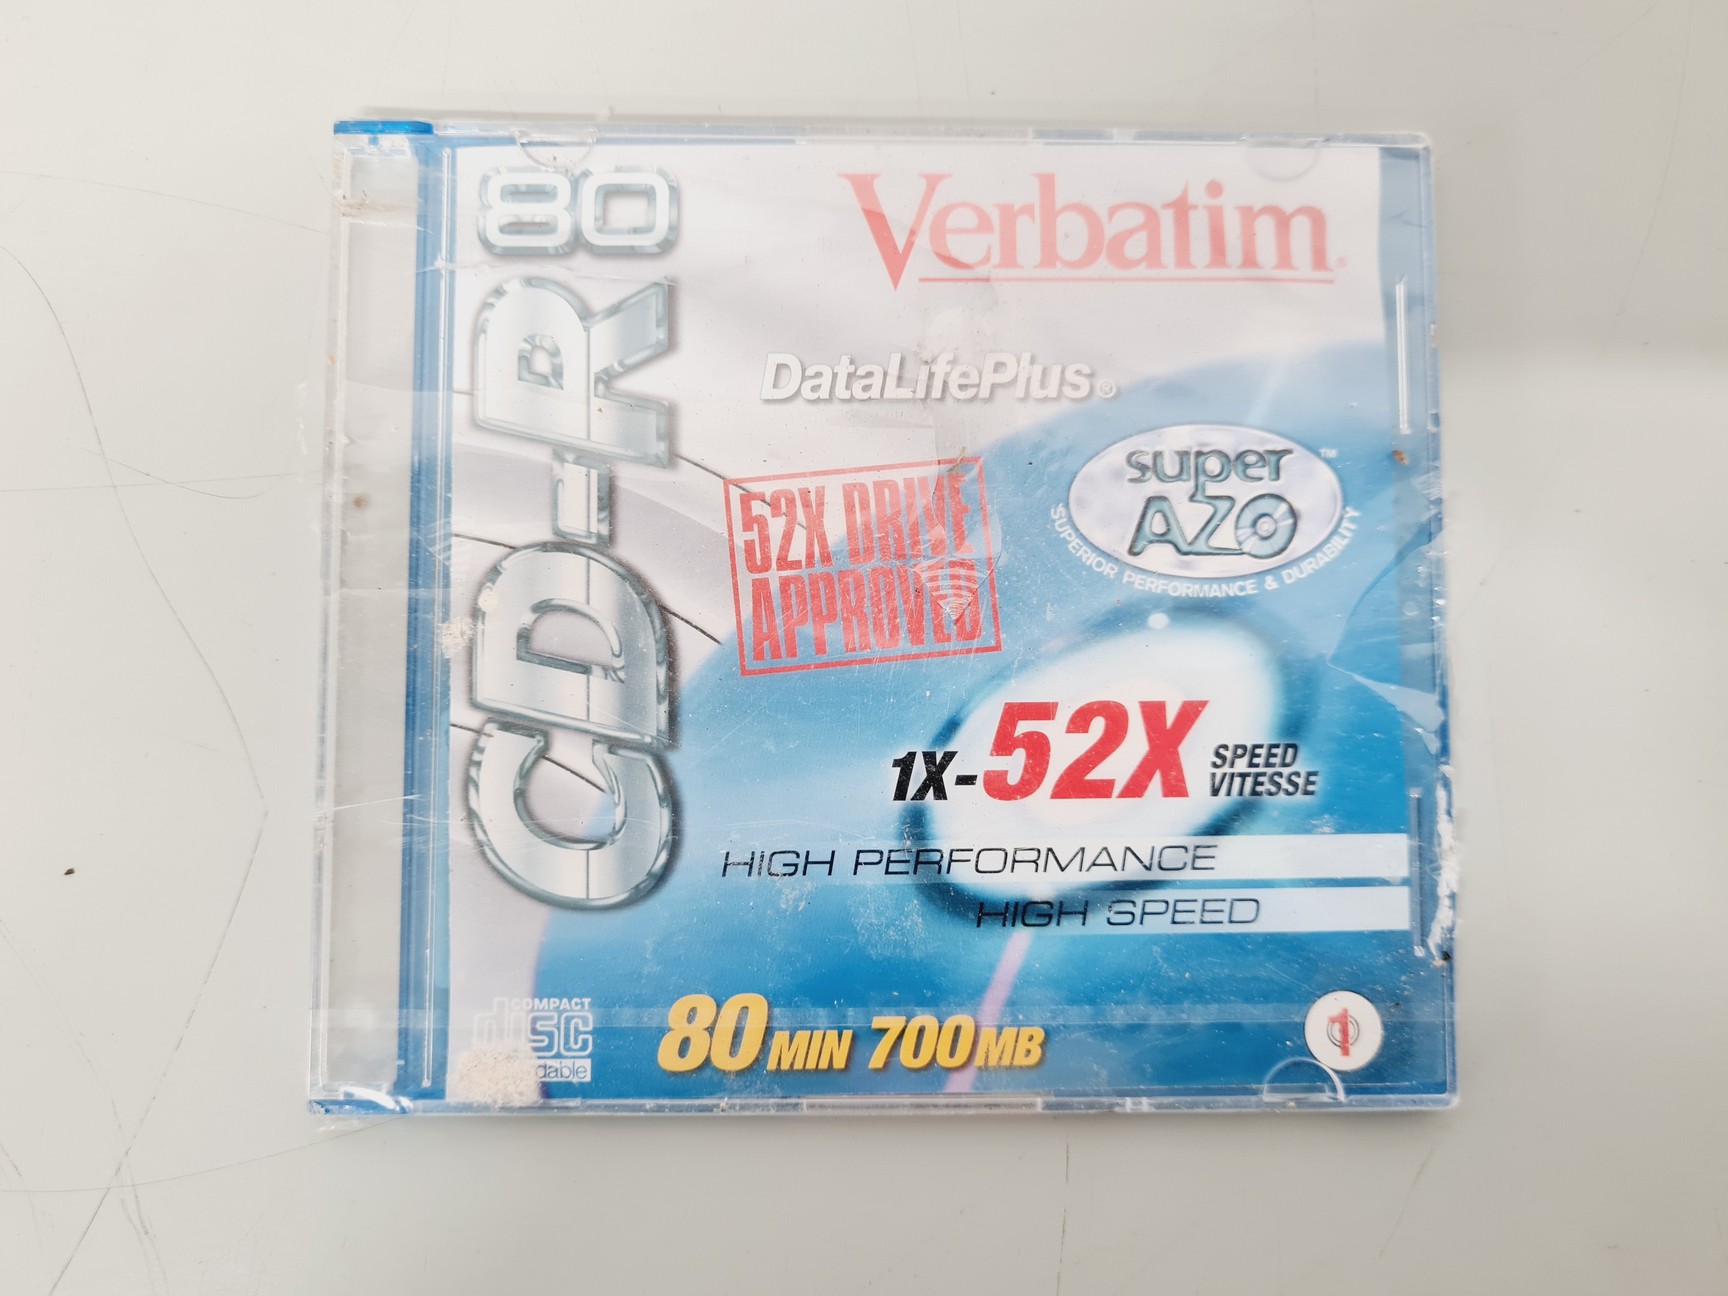 CD-R 80
Verbatim
DataLifePlus®
52X DRIVE
APPROVED
super™
AZO
SUPERIOR PERFORMANCE & DURABILITY
1X-52X SPEED
VITESSE
HIGH PERFORMANCE
HIGH SPEED
COMPACT
disc
80 MIN 700 MB
1